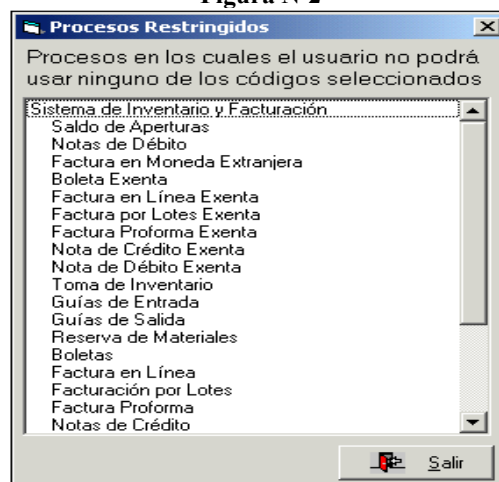 Figura N°2
Procesos Restringidos
Procesos en los cuales el usuario no podrá
usar ninguno de los códigos seleccionados
Sistema de Inventario y Facturación
Saldo de Aperturas
Notas de Débito
Factura en Moneda Extranjera
Boleta Exenta
Factura en Línea Exenta
Factura por Lotes Exenta
Factura Proforma Exenta
Nota de Crédito Exenta
Nota de Débito Exenta
Toma de Inventario
Guías de Entrada
Guías de Salida
Reserva de Materiales
Boletas
Factura en Línea
Facturación por Lotes
Factura Proforma
Notas de Crédito
Salir